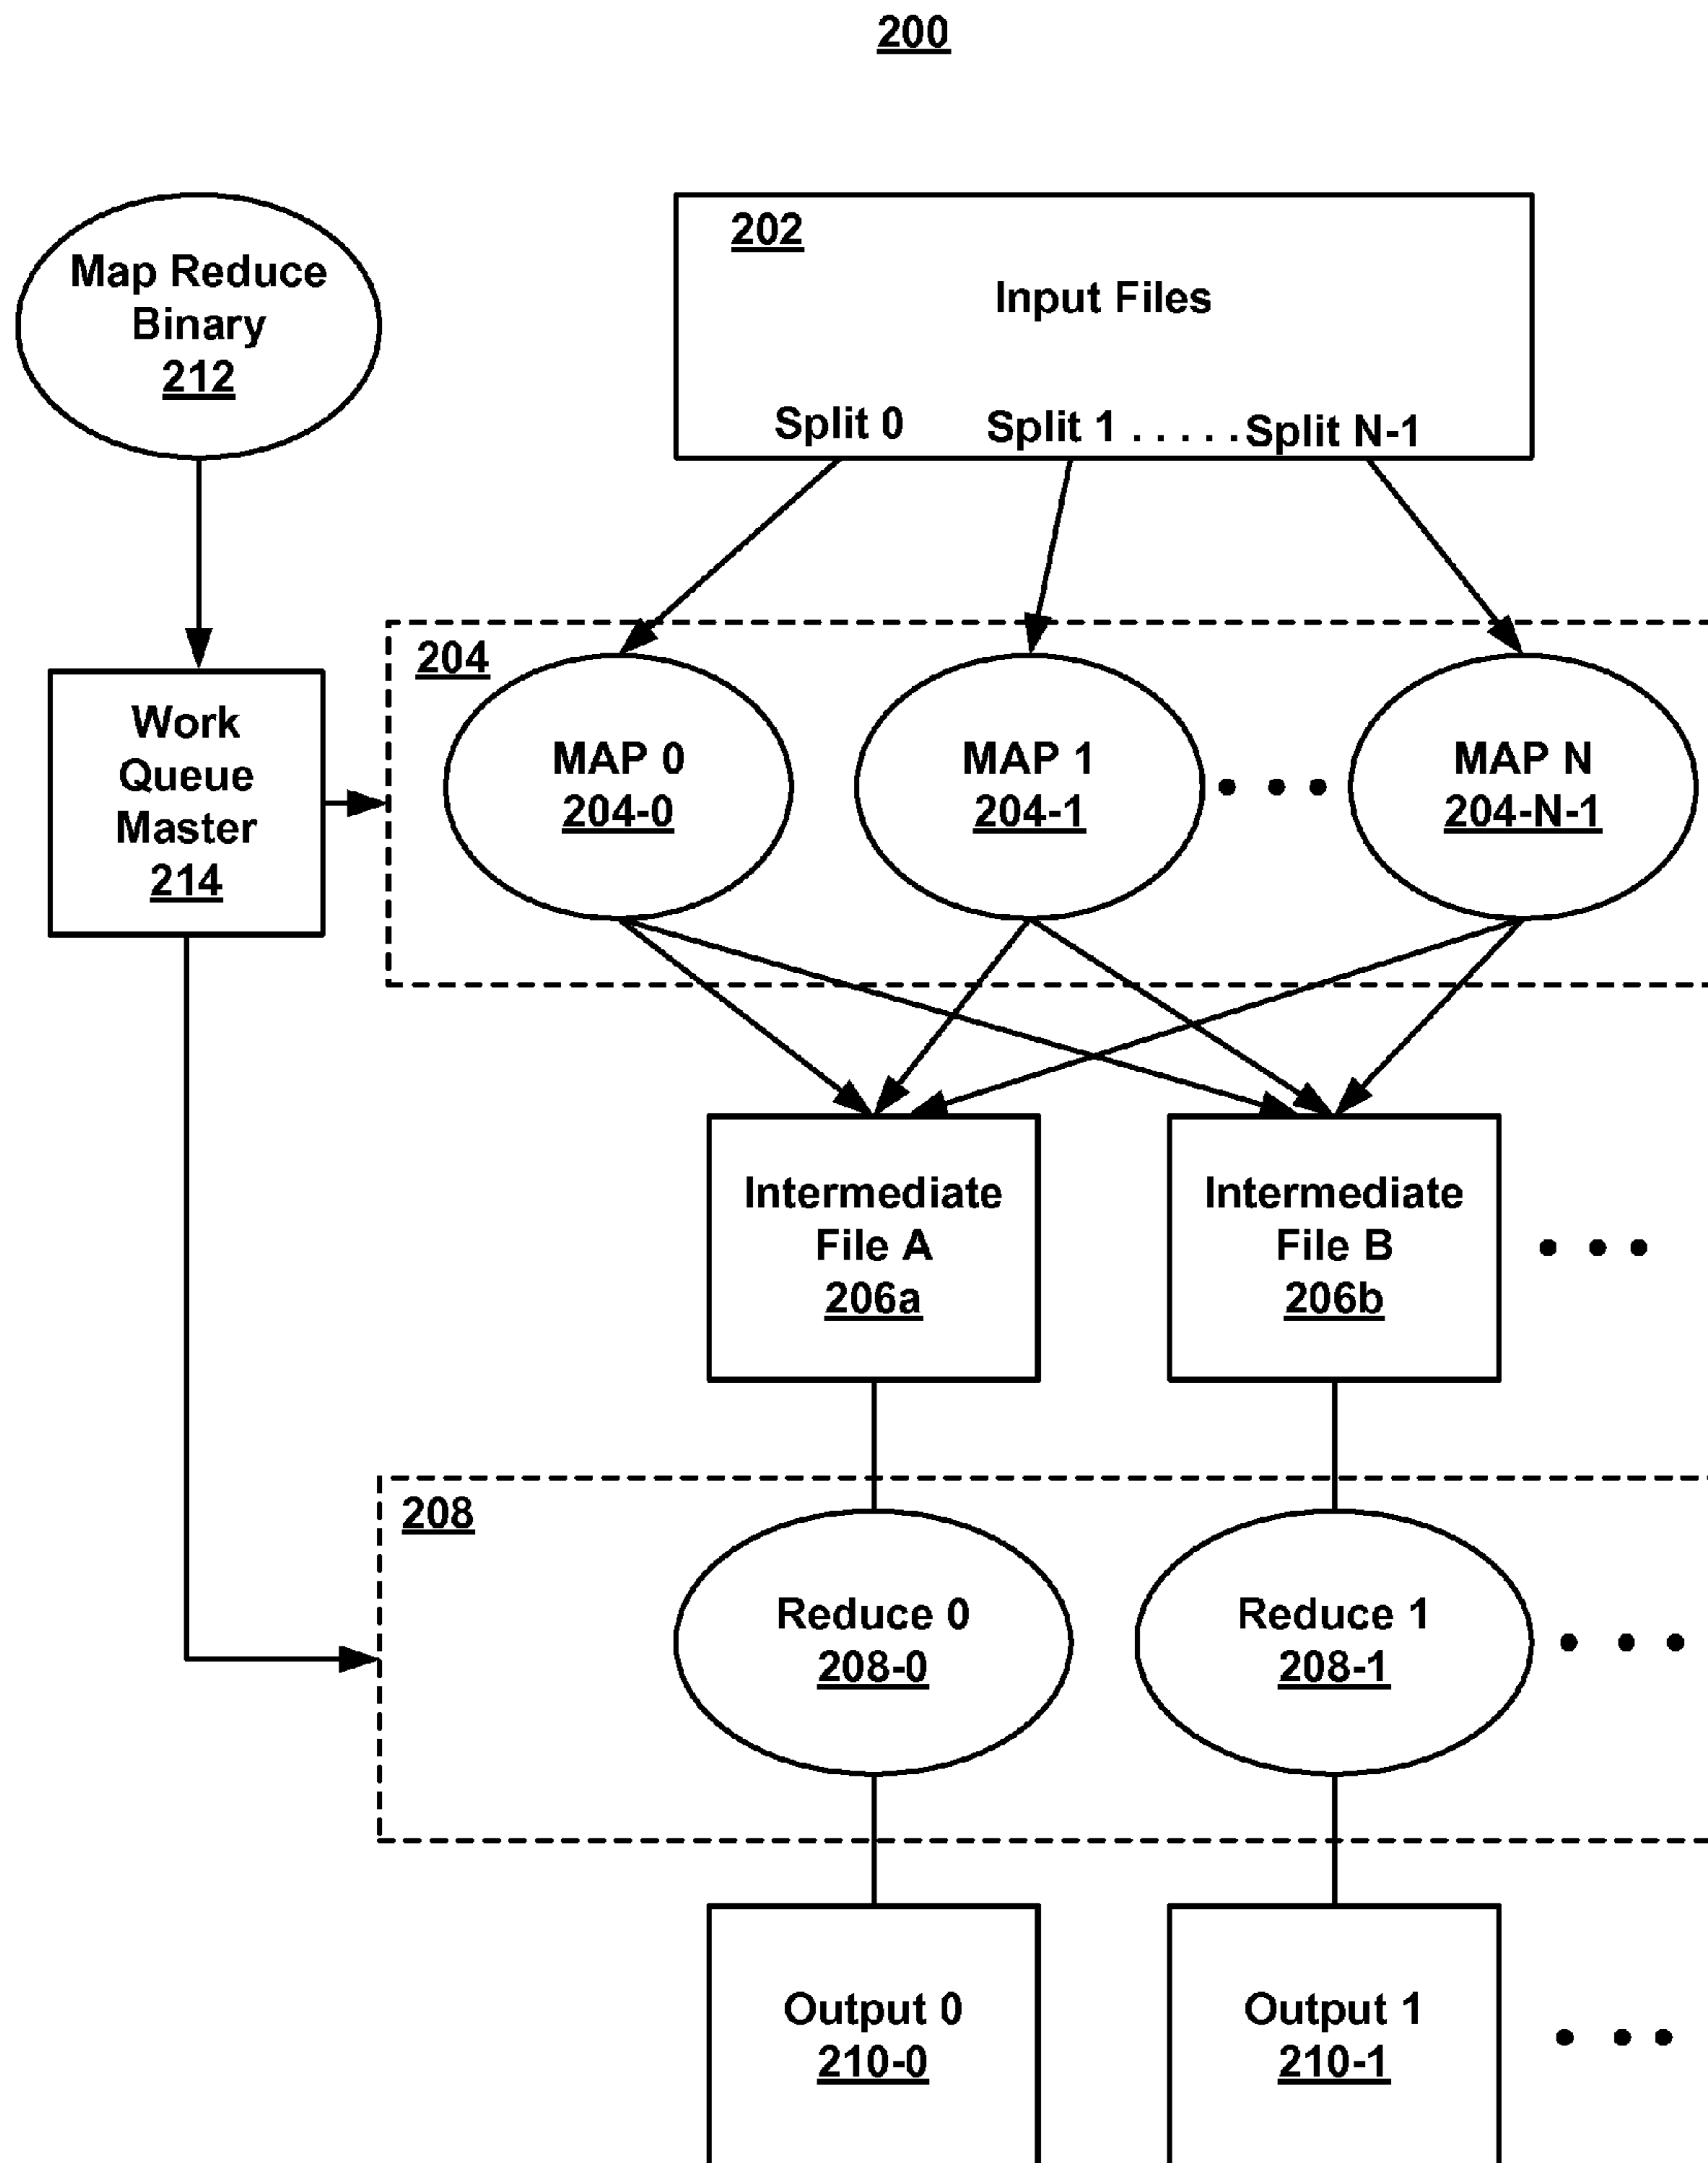 200
Map Reduce
Binary
212
202
Input Files
Split 0 Split 1 . . . . . Split N-1
Work
Queue
Master
214
204
MAP 0
204-0
MAP 1
204-1
MAP N
204-N-1
Intermediate
File A
206a
Intermediate
File B
206b
208
Reduce 0
208-0
Reduce 1
208-1
Output 0
210-0
Output 1
210-1